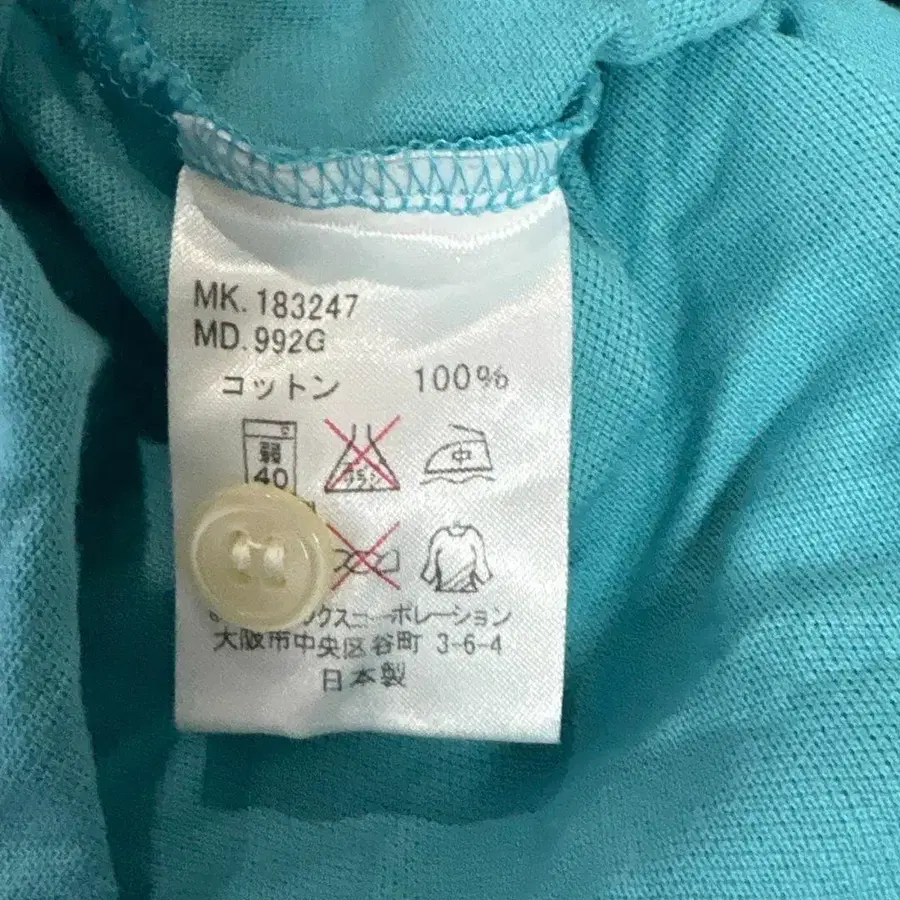 MK. 183247
MD. 992G
コットン 100%
弱
40
中
クスコーポレーション
大阪市中央区谷町 3-6-4
日本製